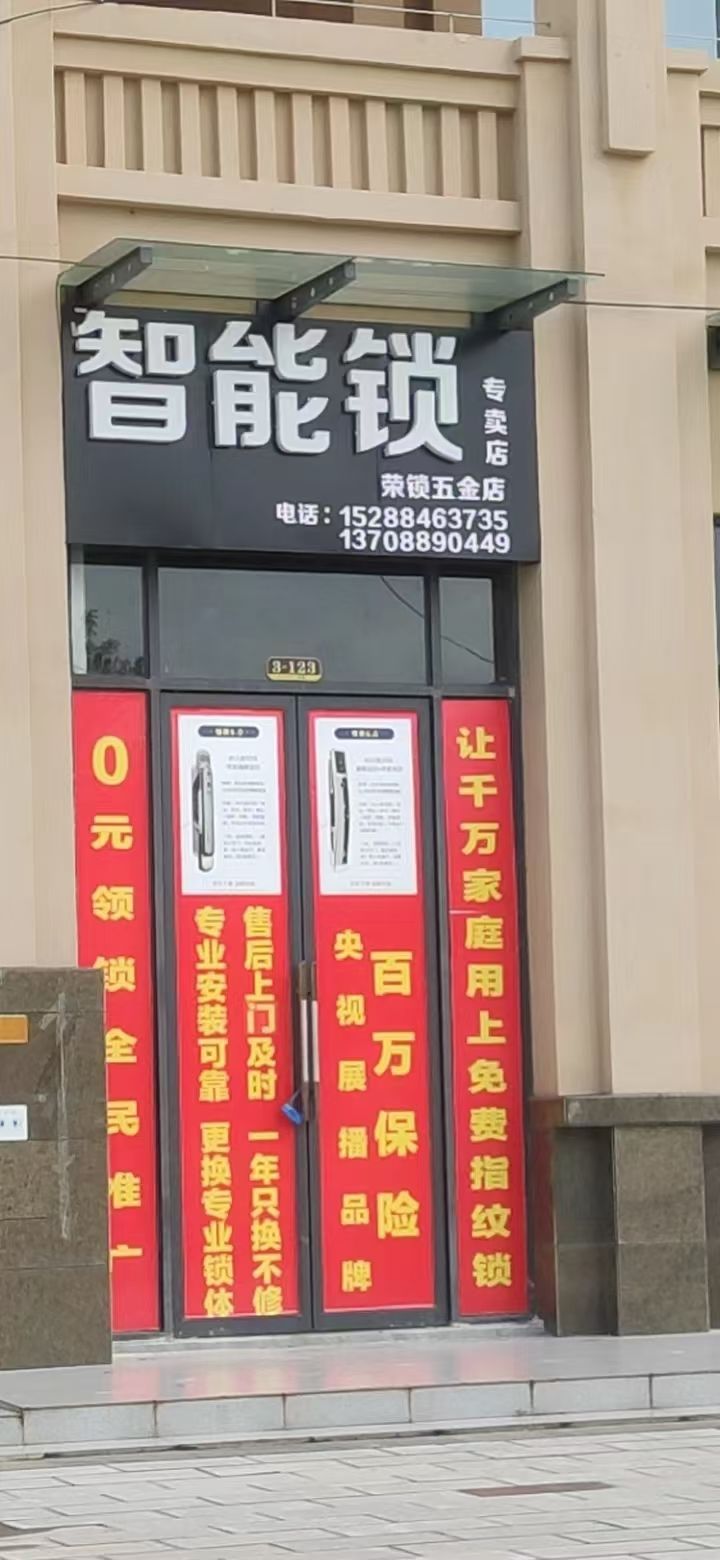 智能锁
专卖店
荣锁五金店
电话：15288463735
13708890449
3-123
0元领锁全民推广
专业安装可靠 更换专业锁体
售后上门及时 一年只换不修
央视展播品牌
百万保险
让千万家庭用上免费指纹锁